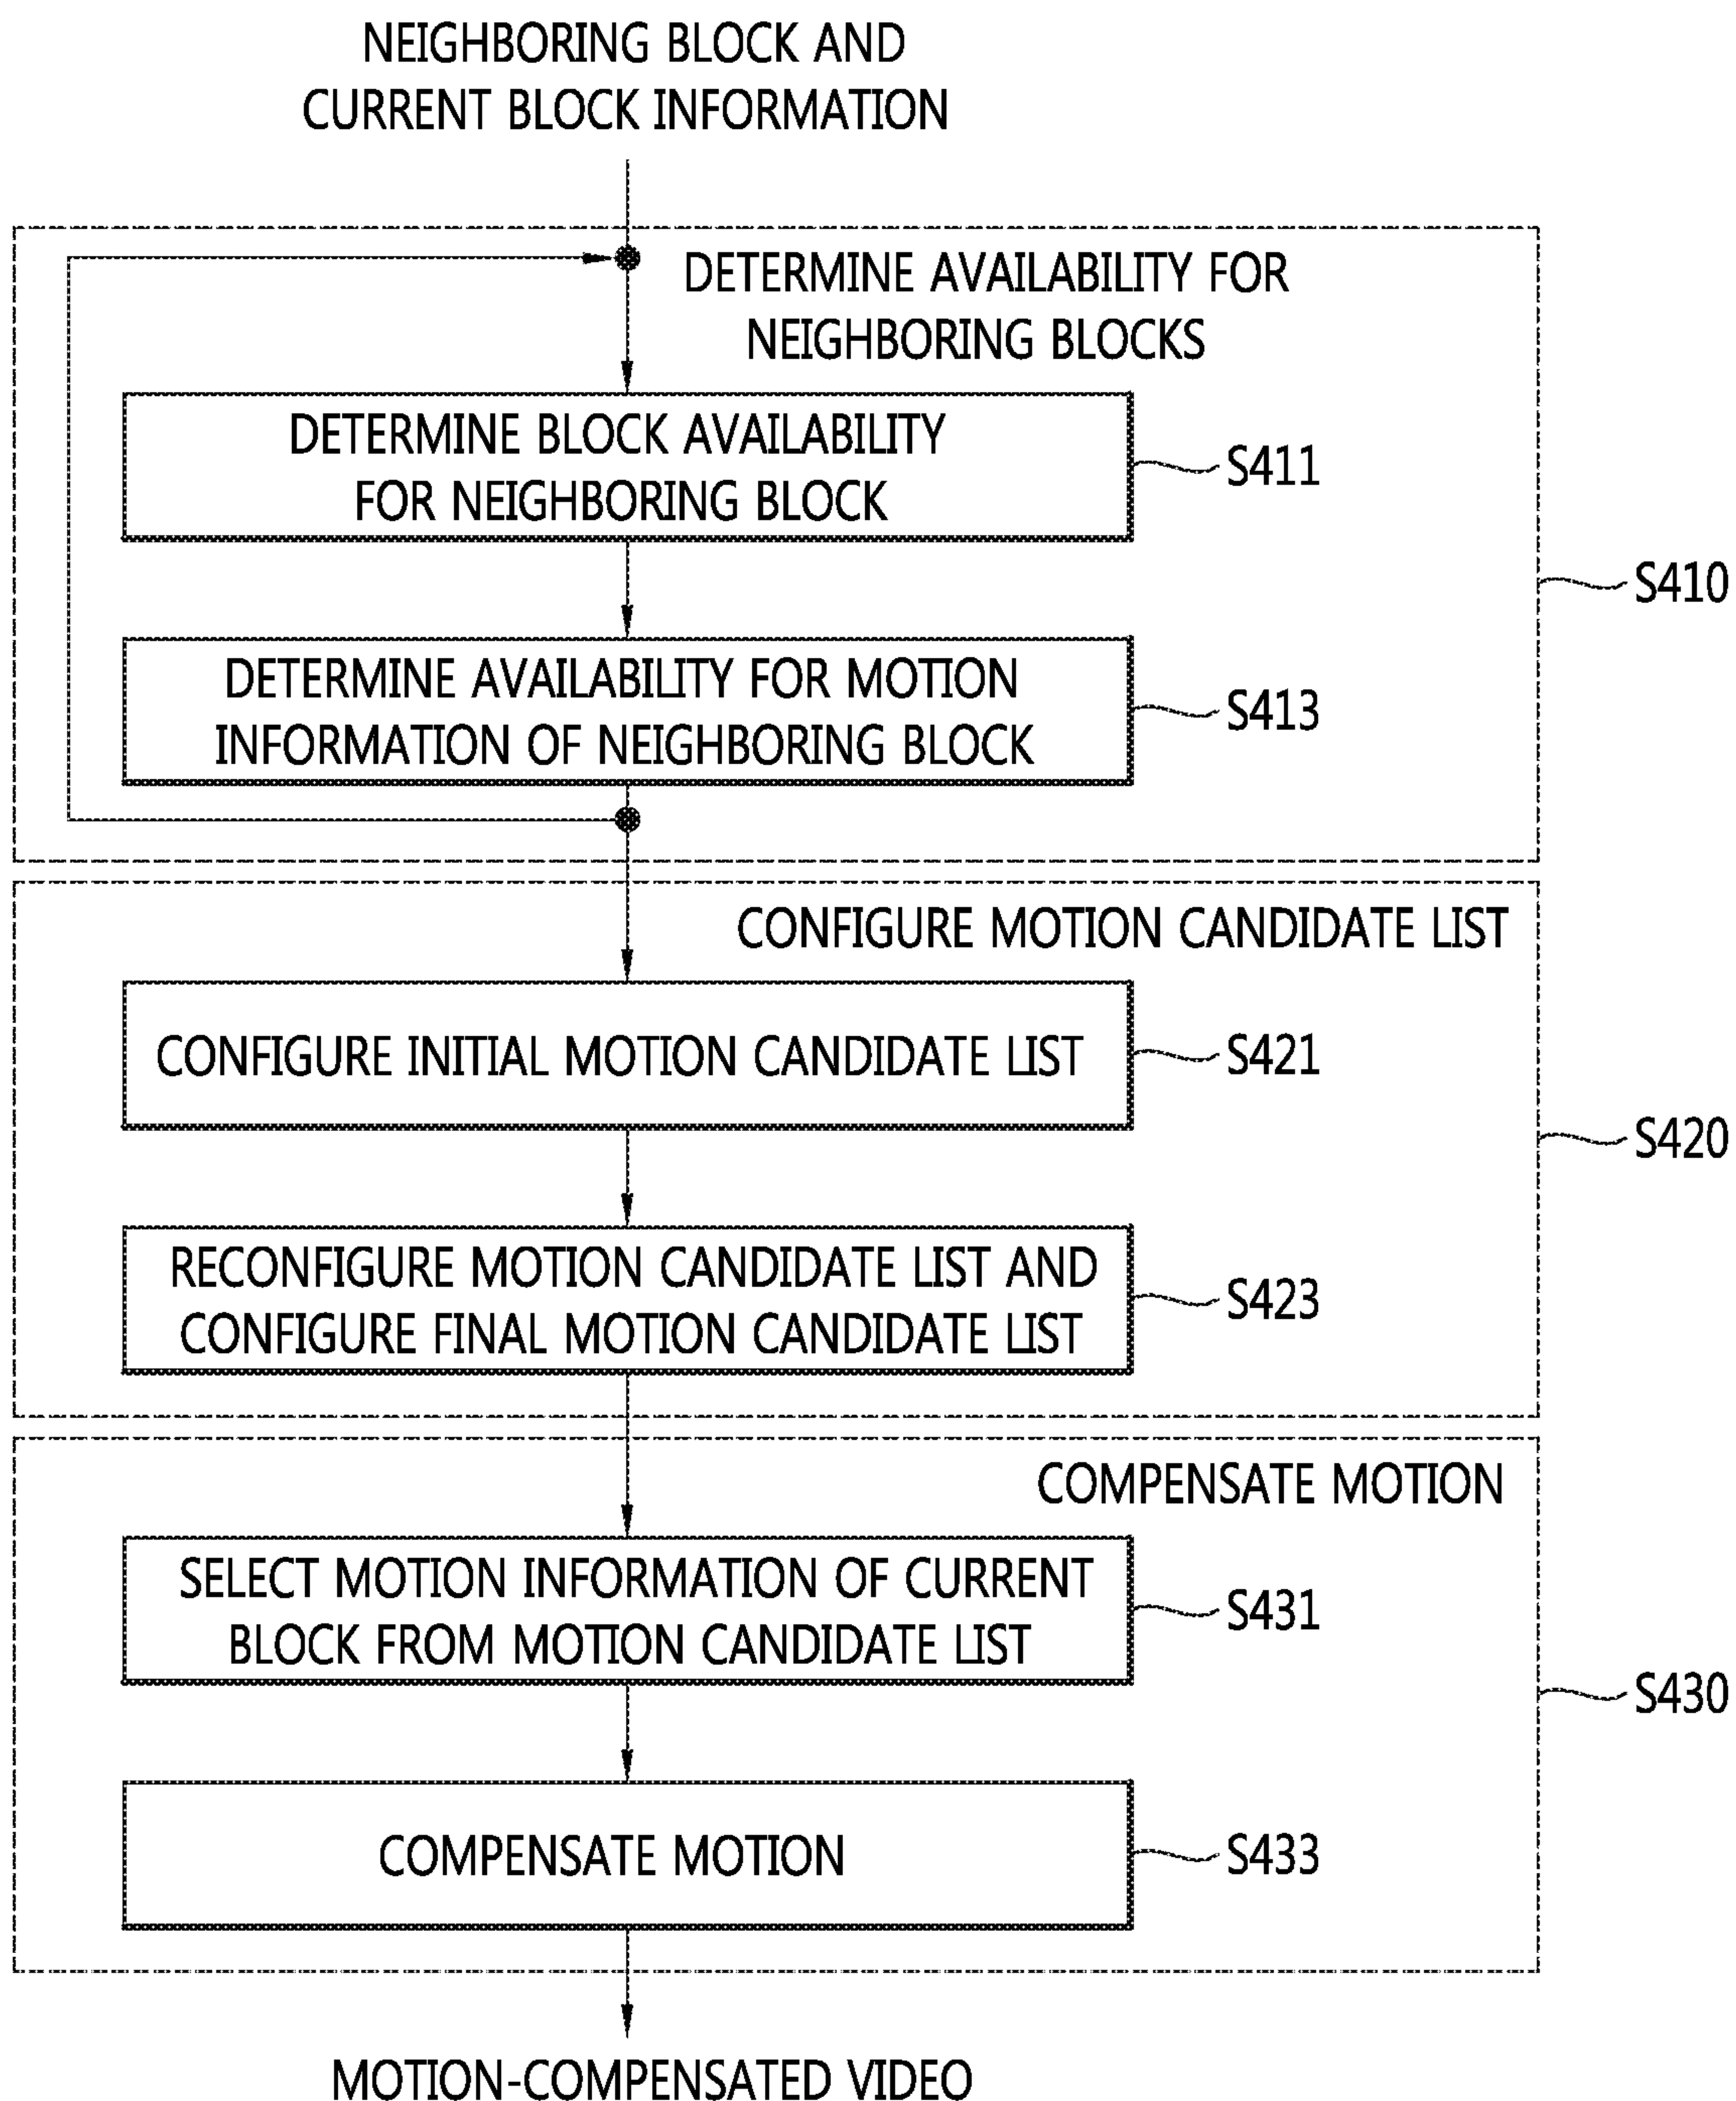 NEIGHBORING BLOCK AND
CURRENT BLOCK INFORMATION
DETERMINE AVAILABILITY FOR
NEIGHBORING BLOCKS
DETERMINE BLOCK AVAILABILITY
FOR NEIGHBORING BLOCK
S411
S410
DETERMINE AVAILABILITY FOR MOTION
INFORMATION OF NEIGHBORING BLOCK
S413
CONFIGURE MOTION CANDIDATE LIST
CONFIGURE INITIAL MOTION CANDIDATE LIST
S421
S420
RECONFIGURE MOTION CANDIDATE LIST AND
CONFIGURE FINAL MOTION CANDIDATE LIST
S423
COMPENSATE MOTION
SELECT MOTION INFORMATION OF CURRENT
BLOCK FROM MOTION CANDIDATE LIST
S431
S430
COMPENSATE MOTION
S433
MOTION-COMPENSATED VIDEO